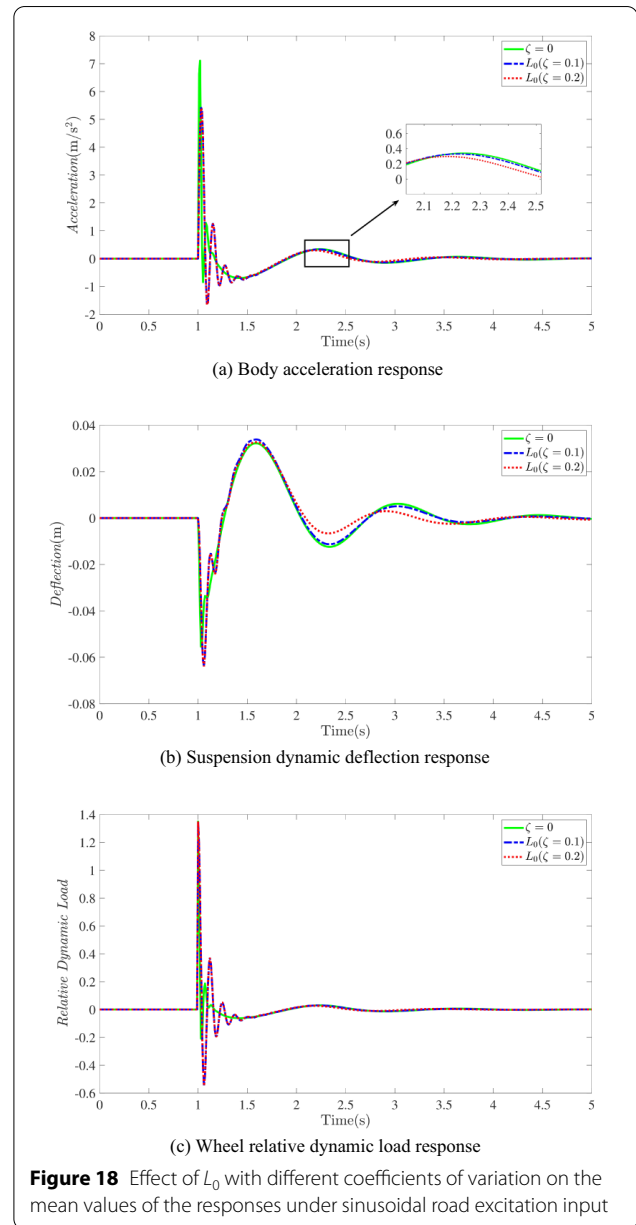 8
7
6
5
4
3
2
1
0
-1
-2
Acceleration(m/s²)
ζ = 0
L₀(ζ = 0.1)
L₀(ζ = 0.2)
0.6
0.4
0.2
0
2.1 2.2 2.3 2.4 2.5
0 0.5 1 1.5 2 2.5 3 3.5 4 4.5 5
Time(s)
(a) Body acceleration response
0.04
0.02
0
-0.02
-0.04
-0.06
-0.08
Deflection(m)
ζ = 0
L₀(ζ = 0.1)
L₀(ζ = 0.2)
0 0.5 1 1.5 2 2.5 3 3.5 4 4.5 5
Time(s)
(b) Suspension dynamic deflection response
1.4
1.2
1
0.8
0.6
0.4
0.2
0
-0.2
-0.4
-0.6
Relative Dynamic Load
ζ = 0
L₀(ζ = 0.1)
L₀(ζ = 0.2)
0 0.5 1 1.5 2 2.5 3 3.5 4 4.5 5
Time(s)
(c) Wheel relative dynamic load response
Figure 18 Effect of L₀ with different coefficients of variation on the
mean values of the responses under sinusoidal road excitation input